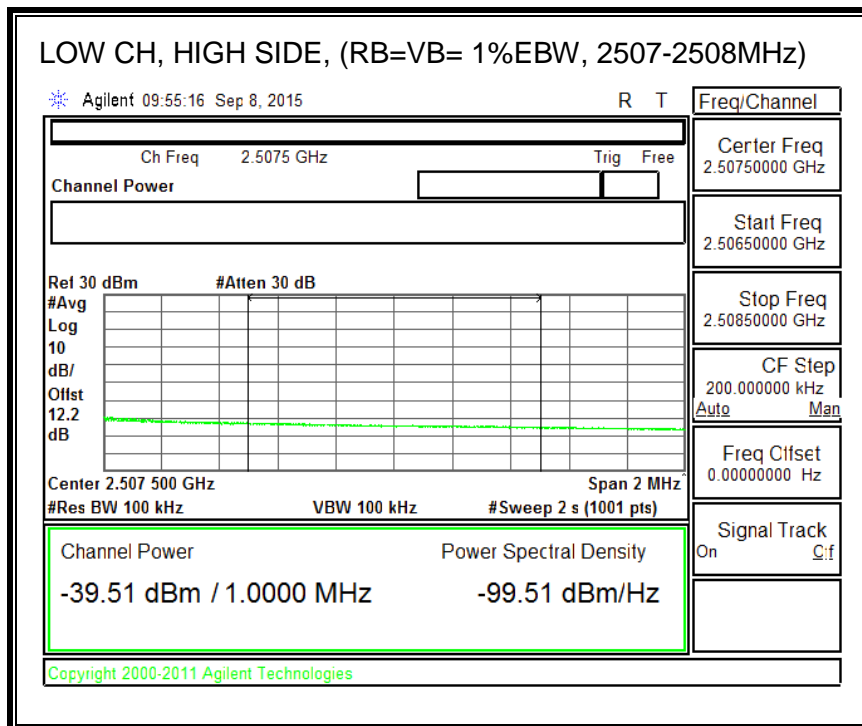 LOW CH, HIGH SIDE, (RB=VB= 1%EBW, 2507-2508MHz)
Agilent 09:55:16 Sep 8, 2015 R T
Freq/Channel
Ch Freq 2.5075 GHz Trig Free
Channel Power
Center Freq
2.50750000 GHz
Start Freq
2.50650000 GHz
Stop Freq
2.50850000 GHz
CF Step
200.000000 kHz
Auto Man
Freq Offset
0.00000000 Hz
Signal Track
On Off
Ref 30 dBm #Atten 30 dB
#Avg
Log
10
dB/
Offst
12.2
dB
Center 2.507 500 GHz Span 2 MHz^
#Res BW 100 kHz VBW 100 kHz #Sweep 2 s (1001 pts)
Channel Power Power Spectral Density
-39.51 dBm / 1.0000 MHz -99.51 dBm/Hz
Copyright 2000-2011 Agilent Technologies